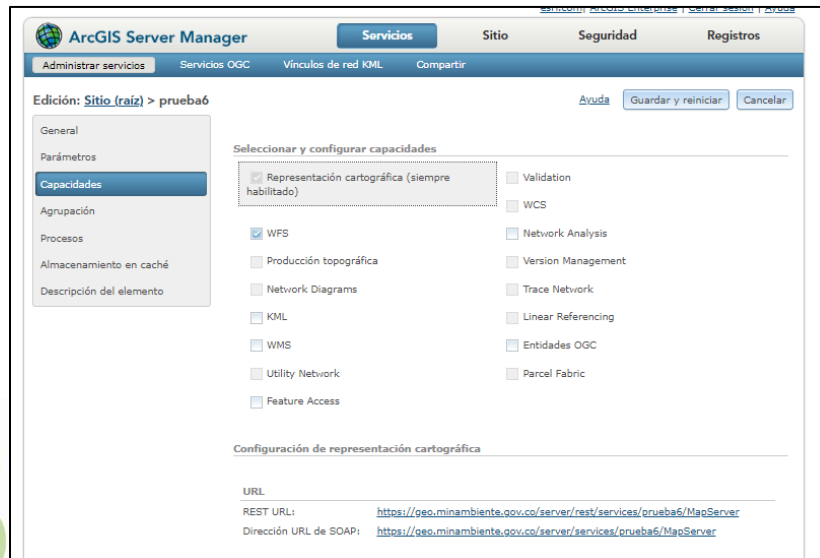 esri.com| ArcGIS Enterprise | Cerrar sesión | Ayuda
ArcGIS Server Manager
Servicios
Sitio
Seguridad
Registros
Administrar servicios
Servicios OGC
Vínculos de red KML
Compartir
Edición: Sitio (raíz) > prueba6
Ayuda
Guardar y reiniciar
Cancelar
General
Parámetros
Capacidades
Agrupación
Procesos
Almacenamiento en caché
Descripción del elemento
Seleccionar y configurar capacidades
Representación cartográfica (siempre
habilitado)
Validation
WCS
WFS
Network Analysis
Producción topográfica
Version Management
Network Diagrams
Trace Network
KML
Linear Referencing
WMS
Entidades OGC
Utility Network
Parcel Fabric
Feature Access
Configuración de representación cartográfica
URL
REST URL: https://geo.minambiente.gov.co/server/rest/services/prueba6/MapServer
Dirección URL de SOAP: https://geo.minambiente.gov.co/server/services/prueba6/MapServer